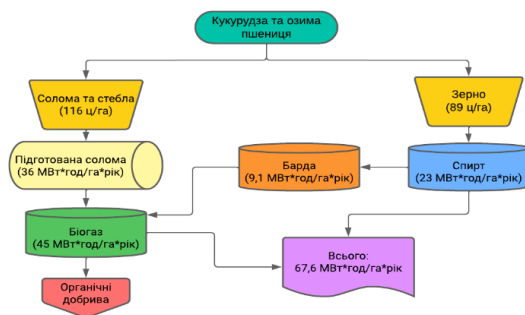 Кукурудза та озима
пшениця
Солома та стебла
(116 ц/га)
Зерно
(89 ц/га)
Підготована солома
(36 МВт*год/га*рік)
Барда
(9,1 МВт*год/га*рік)
Спирт
(23 МВт*год/га*рік)
Біогаз
(45 МВт*год/га*рік)
Всього:
67,6 МВт*год/га*рік
Органічні
добрива